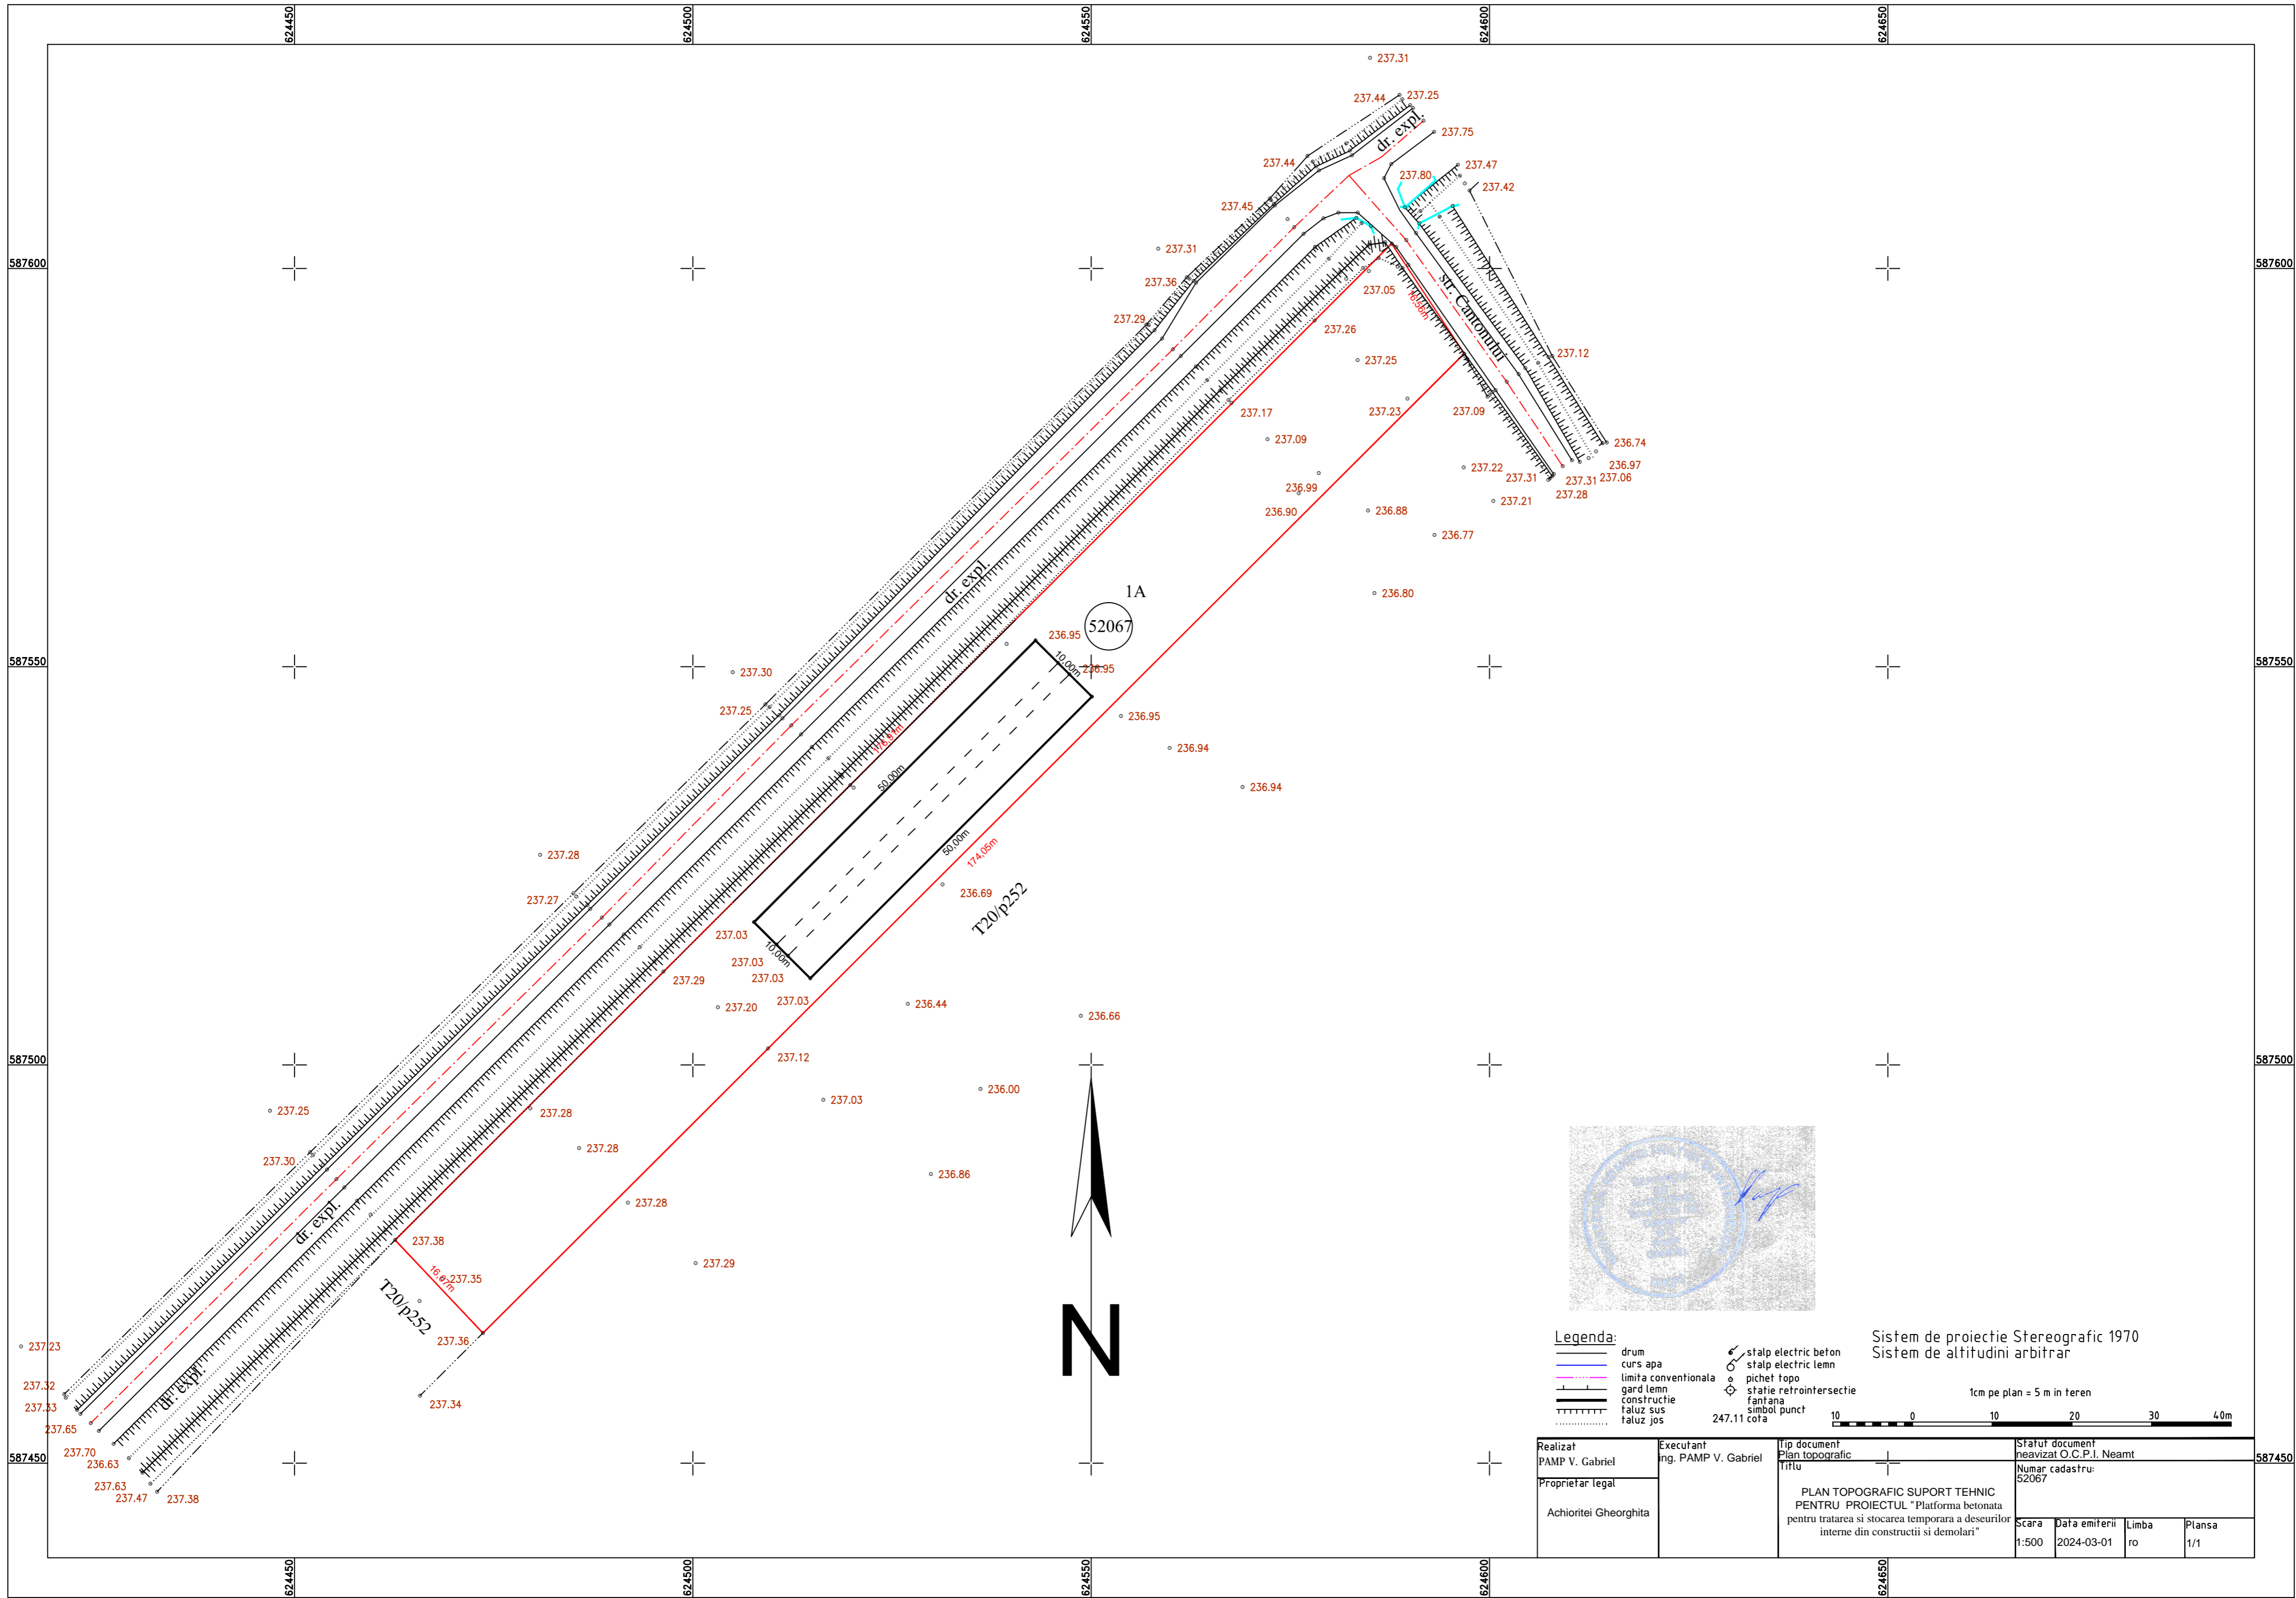 624450
624500
624550
624600
624650
237.31
237.44
237.25
dr. expl.
237.75
237.44
237.47
237.80
237.42
237.45
237.31
587600
587600
237.36
237.05
str. Cantonului
16,56m
237.29
237.26
237.25
237.12
237.17
237.23
237.09
237.09
236.74
237.22
236.97
236.99
237.31
237.31
237.06
237.28
236.90
236.88
237.21
236.77
dr. expl.
1A
236.80
52067
236.95
587550
587550
10,00m
236.95
237.30
237.25
236.95
176,97m
236.94
50,00m
236.94
50,00m
174,05m
237.28
236.69
237.27
T20/p252
237.03
10,00m
237.03
237.03
237.29
237.03
237.20
236.44
236.66
237.12
587500
587500
236.00
237.03
237.25
237.28
237.28
237.30
236.86
237.28
dr. expl.
237.38
237.29
16,07m
237.35
T20/p252
237.36
237.23
N
237.32
dr. expl.
237.34
237.33
237.65
237.70
236.63
587450
587450
237.63
237.47
237.38
Legenda:
drum
curs apa
limita conventionala
gard lemn
constructie
taluz sus
taluz jos
stalp electric beton
stalp electric lemn
pichet topo
statie retrointersectie
fantana
simbol punct
247.11 cota
Sistem de proiectie Stereografic 1970
Sistem de altitudini arbitrar
1cm pe plan = 5 m in teren
10 0 10 20 30 40m
Realizat
PAMP V. Gabriel
Proprietar legal
Achioritei Gheorghita
Executant
ing. PAMP V. Gabriel
Tip document
Plan topografic
Titlu
PLAN TOPOGRAFIC SUPORT TEHNIC
PENTRU PROIECTUL "Platforma betonata
pentru tratarea si stocarea temporara a deseurilor
interne din constructii si demolari"
Statut document
neavizat O.C.P.I. Neamt
Numar cadastru:
52067
Scara
1:500
Data emiterii
2024-03-01
Limba
ro
Plansa
1/1
624450
624500
624550
624600
624650